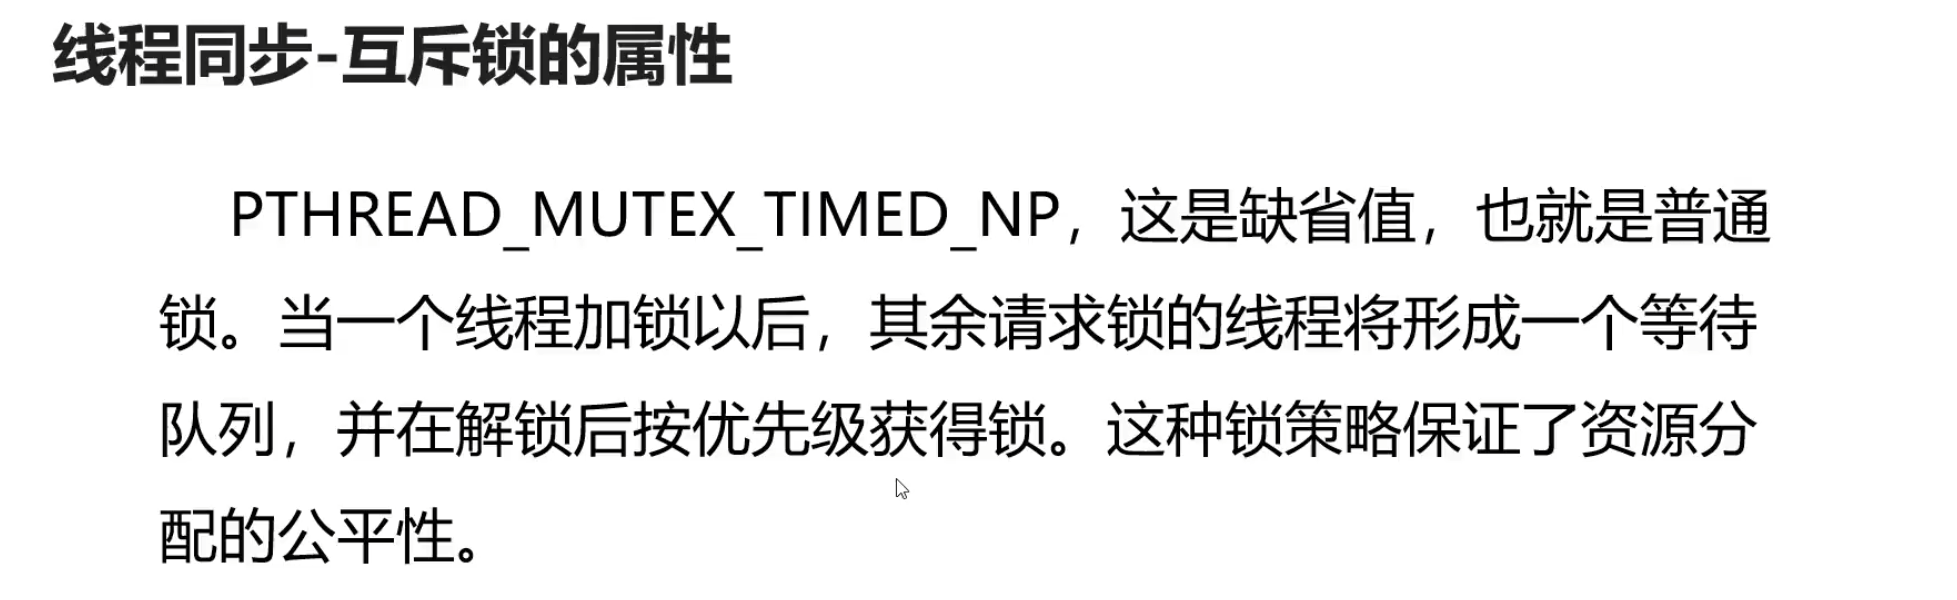 线程同步-互斥锁的属性
PTHREAD_MUTEX_TIMED_NP，这是缺省值，也就是普通
锁。当一个线程加锁以后，其余请求锁的线程将形成一个等待
队列，并在解锁后按优先级获得锁。这种锁策略保证了资源分
配的公平性。